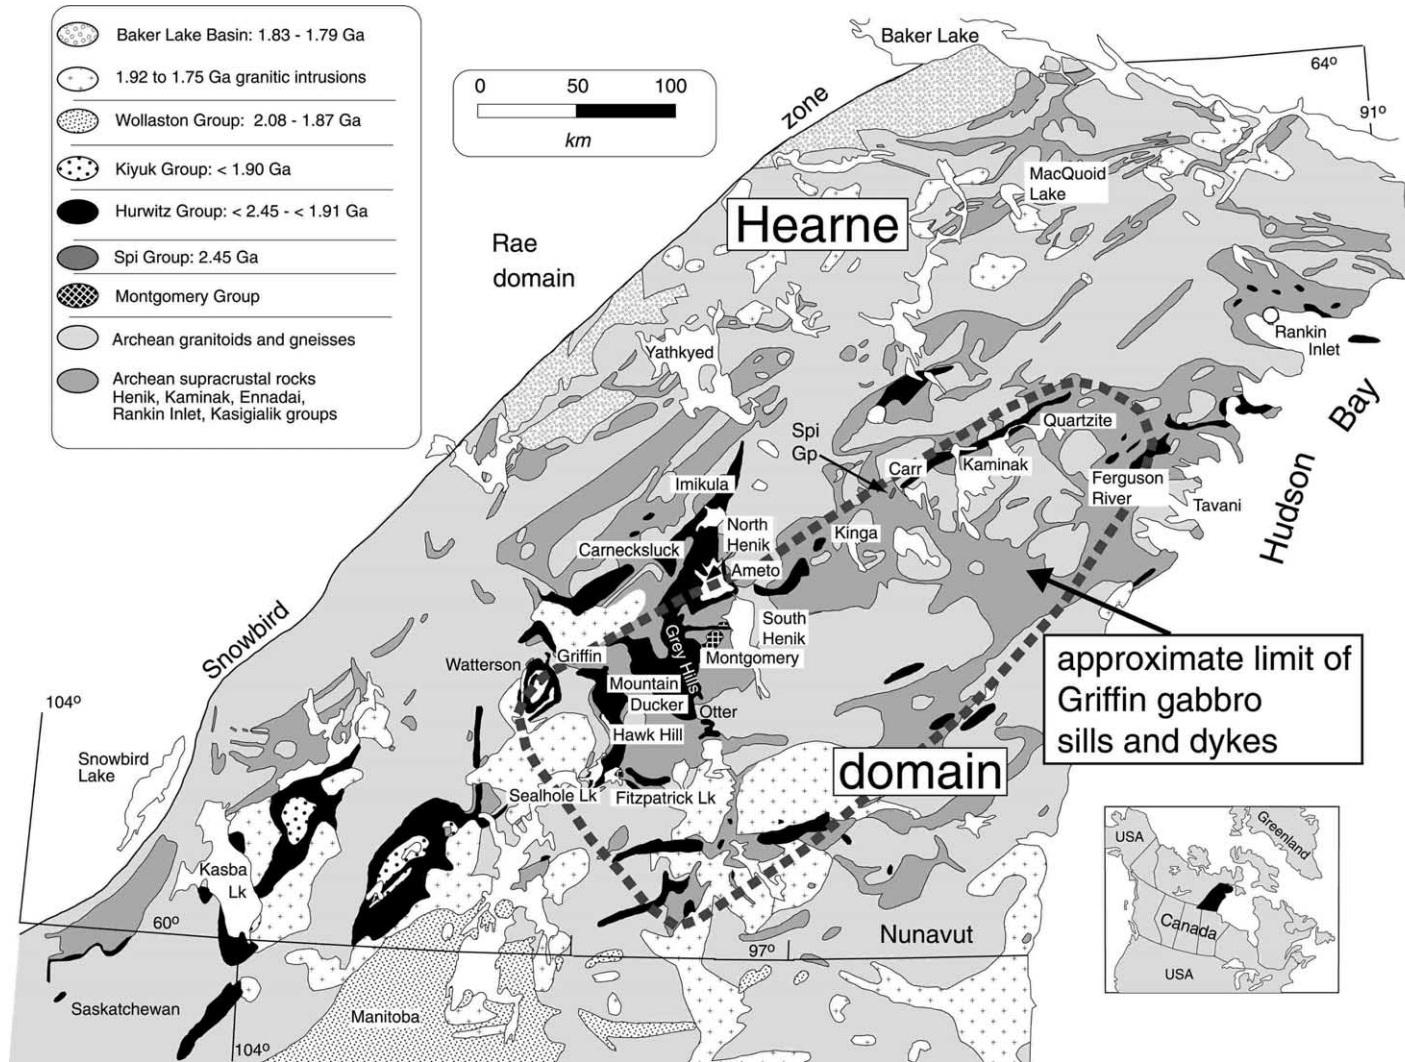 Baker Lake Basin: 1.83 - 1.79 Ga
1.92 to 1.75 Ga granitic intrusions
Wollaston Group: 2.08 - 1.87 Ga
Kiyuk Group: < 1.90 Ga
Hurwitz Group: < 2.45 - < 1.91 Ga
Spi Group: 2.45 Ga
Montgomery Group
Archean granitoids and gneisses
Archean supracrustal rocks
Henik, Kaminak, Ennadai,
Rankin Inlet, Kasigialik groups
0 50 100
km
Baker Lake
64º
91º
zone
MacQuoid
Lake
Hearne
Rae
domain
Rankin
Inlet
Yathkyed
Hudson Bay
Quartzite
Spi
Gp
Carr
Kaminak
Ferguson
River
Tavani
Imikula
North
Henik
Kinga
Carnecksluck
Ameto
Snowbird
South
Henik
Grey Hills
Montgomery
Griffin
Watterson
Mountain
Ducker
Otter
Hawk Hill
approximate limit of
Griffin gabbro
sills and dykes
104º
Snowbird
Lake
domain
Sealhole Lk
Fitzpatrick Lk
Kasba
Lk
60º
97º
Nunavut
Saskatchewan
Manitoba
104º
USA
Greenland
Canada
USA